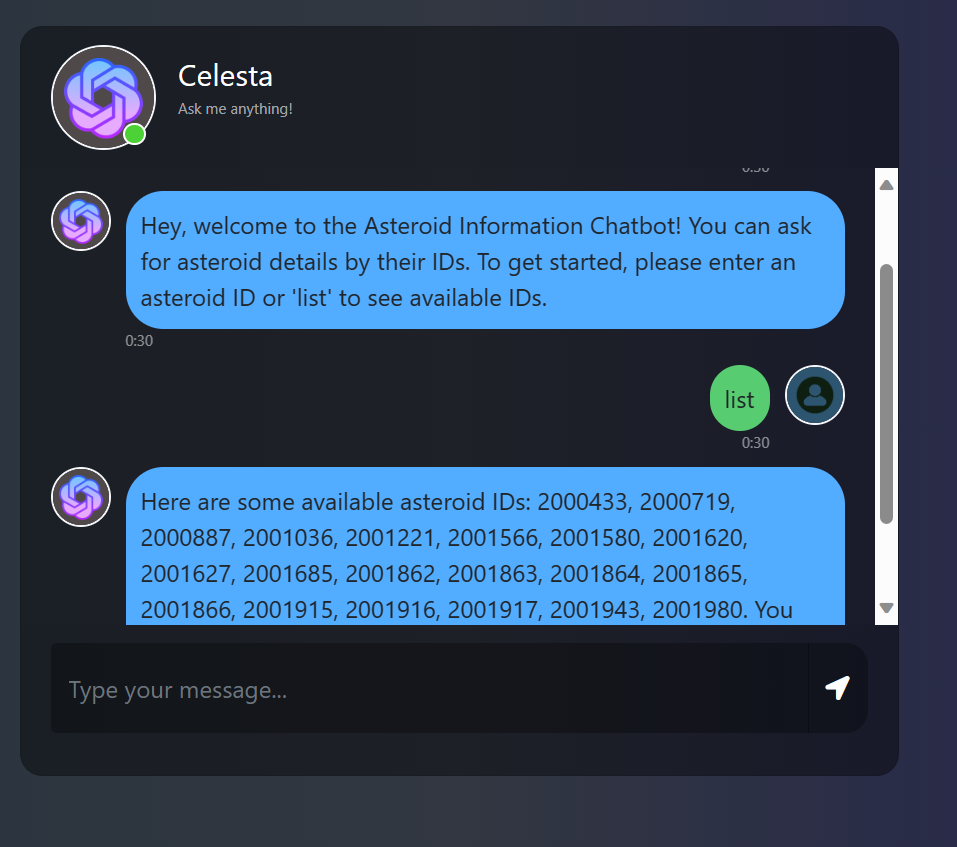 Celesta
Ask me anything!
Hey, welcome to the Asteroid Information Chatbot! You can ask
for asteroid details by their IDs. To get started, please enter an
asteroid ID or 'list' to see available IDs.
0:30
list
0:30
Here are some available asteroid IDs: 2000433, 2000719,
2000887, 2001036, 2001221, 2001566, 2001580, 2001620,
2001627, 2001685, 2001862, 2001863, 2001864, 2001865,
2001866, 2001915, 2001916, 2001917, 2001943, 2001980. You
Type your message...